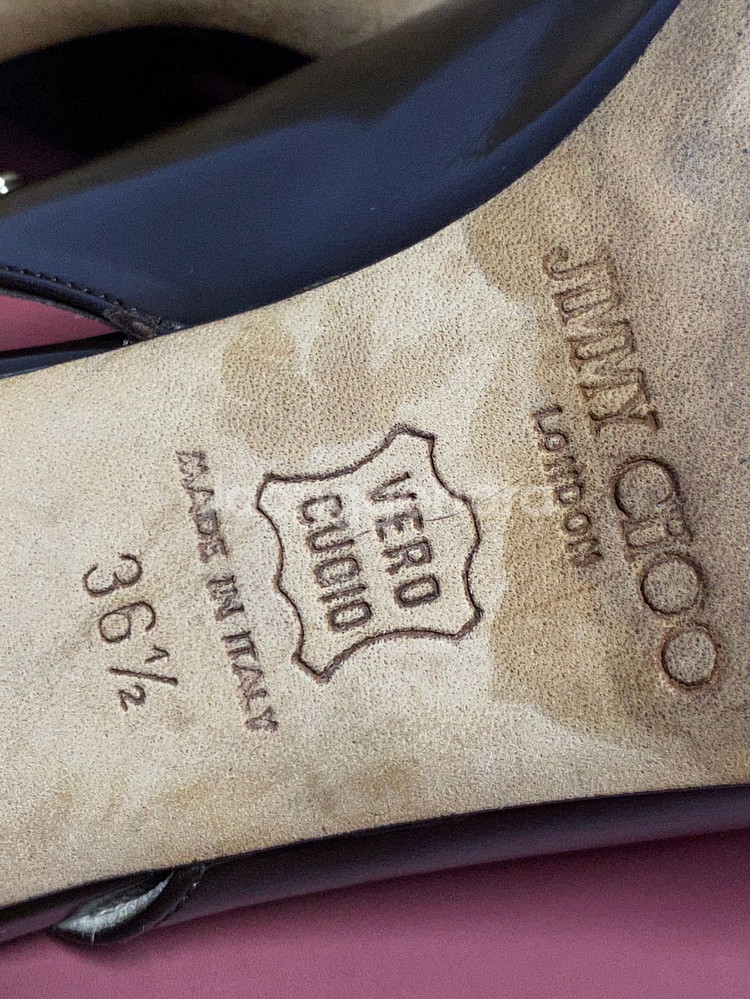 JIMMY CHOO
LONDON
VERO
CUOIO
MADE IN ITALY
36½